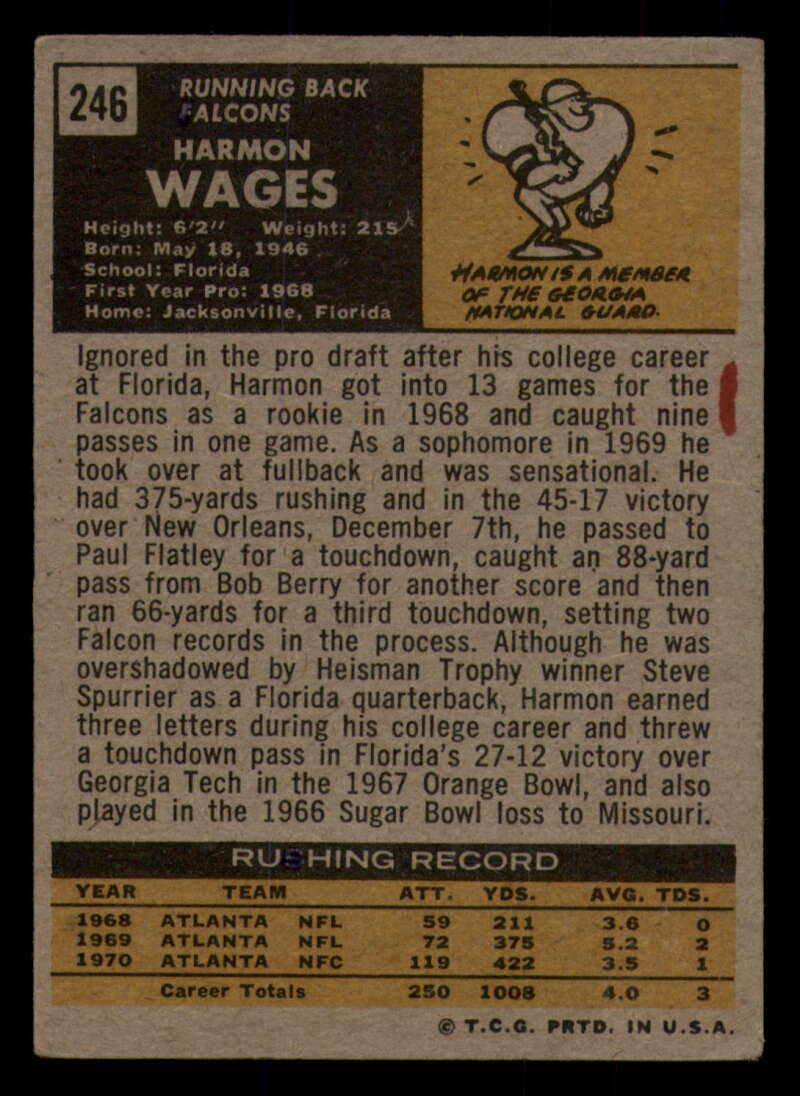 246
RUNNING BACK
FALCONS
HARMON
WAGES
Height: 6'2" Weight: 215
Born: May 18, 1946
School: Florida
First Year Pro: 1968
Home: Jacksonville, Florida
HARMON IS A MEMBER
OF THE GEORGIA
NATIONAL GUARD.
Ignored in the pro draft after his college career
at Florida, Harmon got into 13 games for the
Falcons as a rookie in 1968 and caught nine
passes in one game. As a sophomore in 1969 he
took over at fullback and was sensational. He
had 375-yards rushing and in the 45-17 victory
over New Orleans, December 7th, he passed to
Paul Flatley for a touchdown, caught an 88-yard
pass from Bob Berry for another score and then
ran 66-yards for a third touchdown, setting two
Falcon records in the process. Although he was
overshadowed by Heisman Trophy winner Steve
Spurrier as a Florida quarterback, Harmon earned
three letters during his college career and threw
a touchdown pass in Florida's 27-12 victory over
Georgia Tech in the 1967 Orange Bowl, and also
played in the 1966 Sugar Bowl loss to Missouri.
RUSHING RECORD
YEAR TEAM ATT. YDS. AVG. TDS.
1968 ATLANTA NFL 59 211 3.6 0
1969 ATLANTA NFL 72 375 5.2 2
1970 ATLANTA NFC 119 422 3.5 1
Career Totals 250 1008 4.0 3
© T.C.G. PRTD. IN U.S.A.